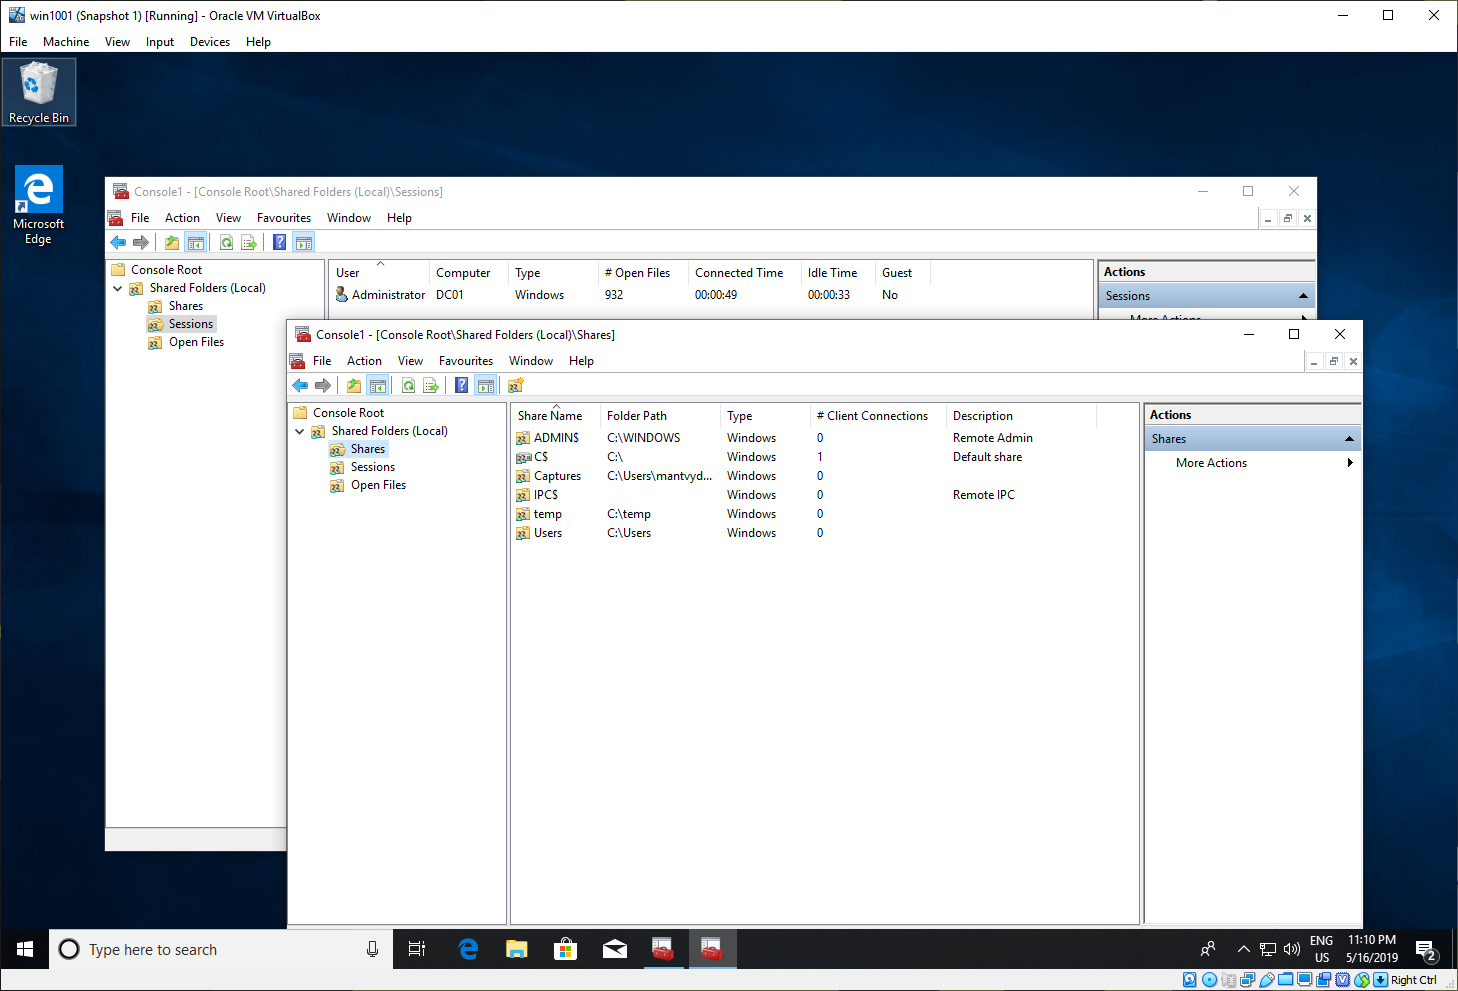 win1001 (Snapshot 1) [Running] - Oracle VM VirtualBox
File Machine View Input Devices Help
Recycle Bin
Microsoft
Edge
Console1 - [Console Root\Shared Folders (Local)\Sessions]
File Action View Favourites Window Help
Console Root
Shared Folders (Local)
Shares
Sessions
Open Files
User Computer Type # Open Files Connected Time Idle Time Guest
Administrator DC01 Windows 932 00:00:49 00:00:33 No
Actions
Sessions
More Actions
Console1 - [Console Root\Shared Folders (Local)\Shares]
File Action View Favourites Window Help
Console Root
Shared Folders (Local)
Shares
Sessions
Open Files
Share Name Folder Path Type # Client Connections Description
ADMIN$ C:\WINDOWS Windows 0 Remote Admin
C$ C:\ Windows 1 Default share
Captures C:\Users\mantvyd... Windows 0
IPC$ Windows 0 Remote IPC
temp C:\temp Windows 0
Users C:\Users Windows 0
Actions
Shares
More Actions
Type here to search
ENG
US
11:10 PM
5/16/2019
2
Right Ctrl